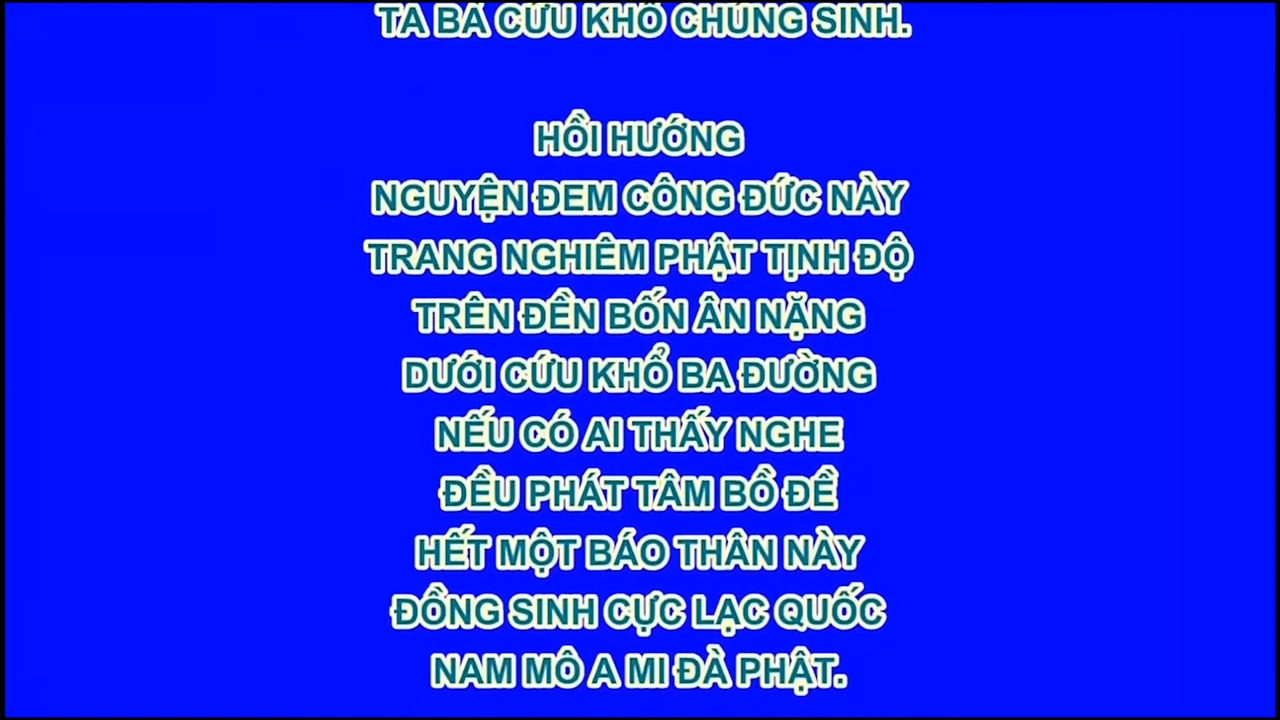 TA BÀ CỨU KHỔ CHÚNG SINH.
HỒI HƯỚNG
NGUYỆN ĐEM CÔNG ĐỨC NÀY
TRANG NGHIÊM PHẬT TỊNH ĐỘ
TRÊN ĐỀN BỐN ÂN NẶNG
DƯỚI CỨU KHỔ BA ĐƯỜNG
NẾU CÓ AI THẤY NGHE
ĐỀU PHÁT TÂM BỒ ĐỀ
HẾT MỘT BÁO THÂN NÀY
ĐỒNG SINH CỰC LẠC QUỐC
NAM MÔ A MI ĐÀ PHẬT.